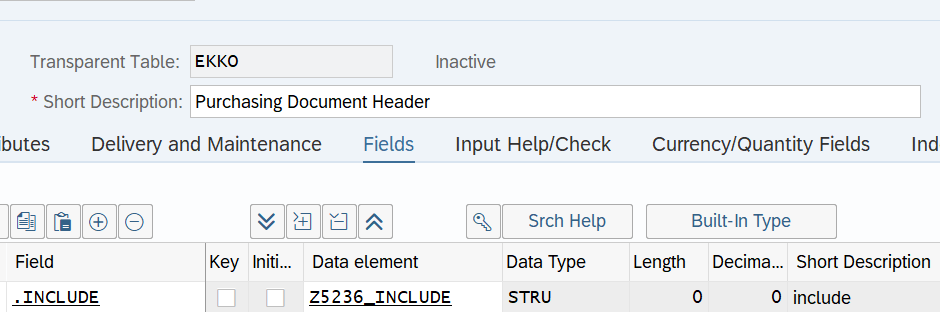 Transparent Table: EKKO Inactive
* Short Description: Purchasing Document Header
ibutes Delivery and Maintenance Fields Input Help/Check Currency/Quantity Fields Ind
Srch Help Built-In Type
Field Key Initi... Data element Data Type Length Decima... Short Description
.INCLUDE Z5236_INCLUDE STRU 0 0 include